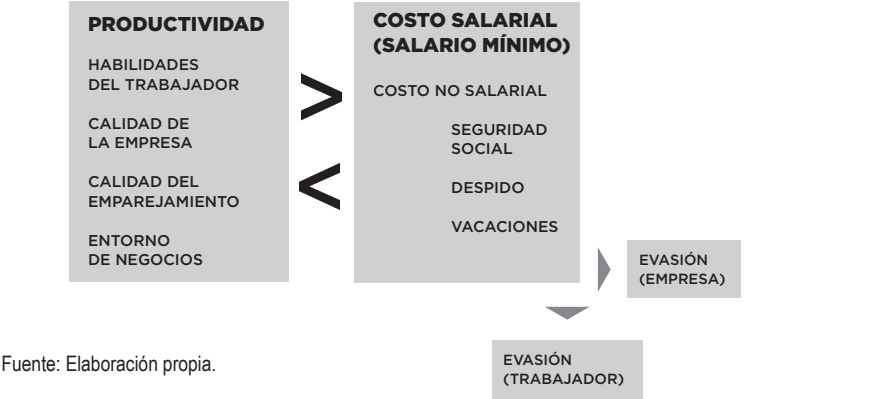 PRODUCTIVIDAD
HABILIDADES
DEL TRABAJADOR
CALIDAD DE
LA EMPRESA
CALIDAD DEL
EMPAREJAMIENTO
ENTORNO
DE NEGOCIOS
>
<
COSTO SALARIAL
(SALARIO MÍNIMO)
COSTO NO SALARIAL
SEGURIDAD
SOCIAL
DESPIDO
VACACIONES
EVASIÓN
(EMPRESA)
EVASIÓN
(TRABAJADOR)
Fuente: Elaboración propia.